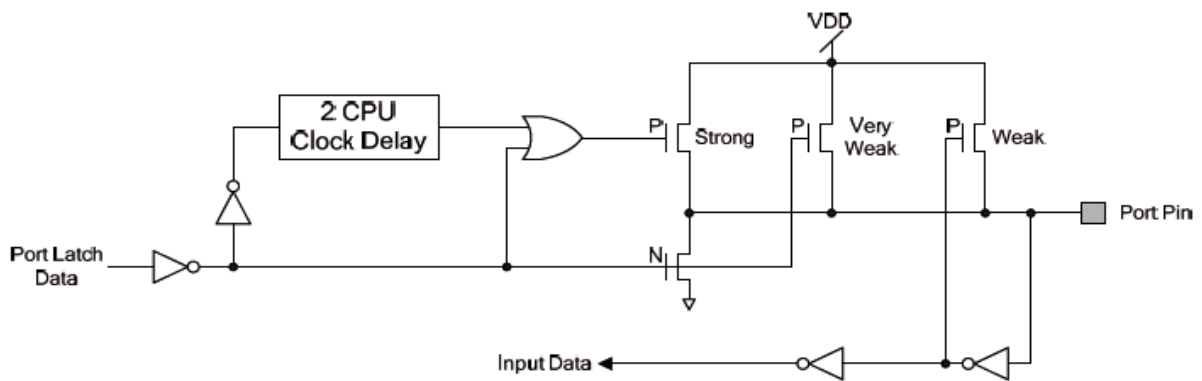 VDD
2 CPU
Clock Delay
P
Strong
P
Very
Weak
P
Weak
Port Pin
Port Latch
Data
N
Input Data